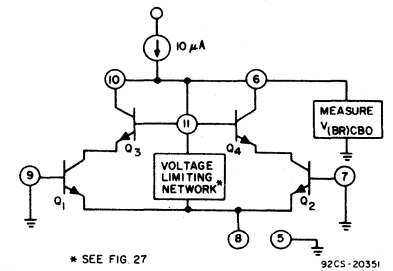 10 μA
10
6
11
MEASURE
V(BR)CBO
Q3
Q4
9
VOLTAGE
LIMITING
NETWORK*
7
Q1
Q2
8
5
* SEE FIG. 27
92CS-20351